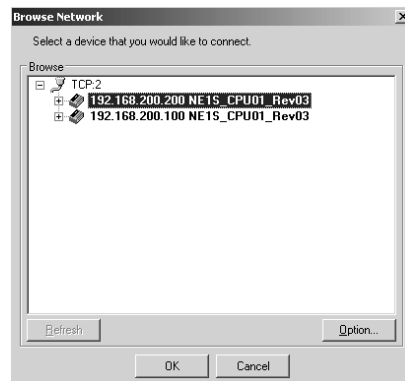 Browse Network
Select a device that you would like to connect.
Browse
TCP:2
192.168.200.200 NE1S_CPU01_Rev03
192.168.200.100 NE1S_CPU01_Rev03
Refresh
Option...
OK
Cancel